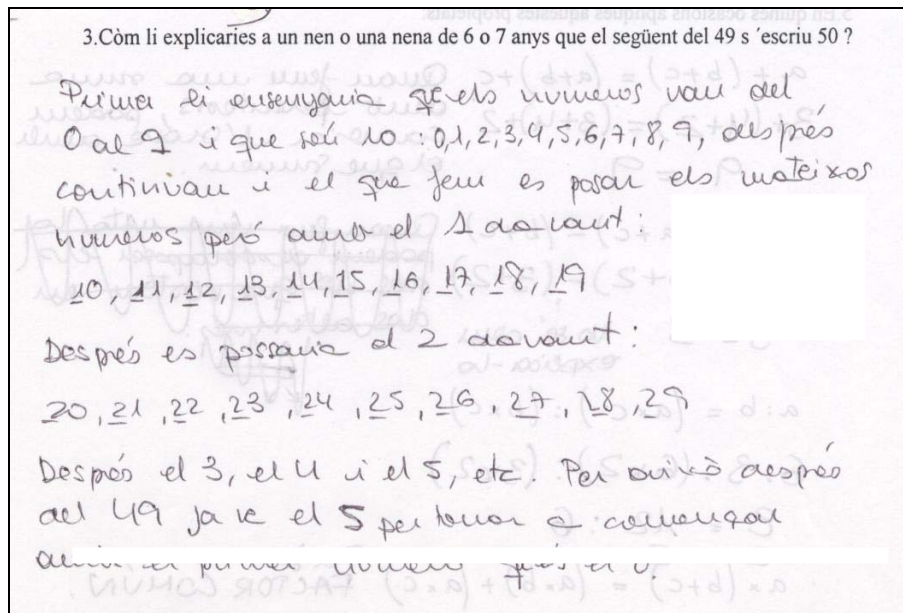 3.Còm li explicaries a un nen o una nena de 6 o 7 anys que el següent del 49 s ´escriu 50 ?
Primer li ensenyaria que els numeros van del
0 al 9 i que són 10 : 0,1,2,3,4,5,6,7,8,9, després
continuau i el que fem es posar els mateixos
numeros peró amb el 1 davant :
10, 11, 12, 13, 14, 15, 16, 17, 18, 19
Després es possaria el 2 davant :
20, 21, 22, 23, 24, 25, 26, 27, 28, 29
Després el 3, el 4 i el 5, etc. Per això després
del 49 ja ve el 5 per tornar a començar